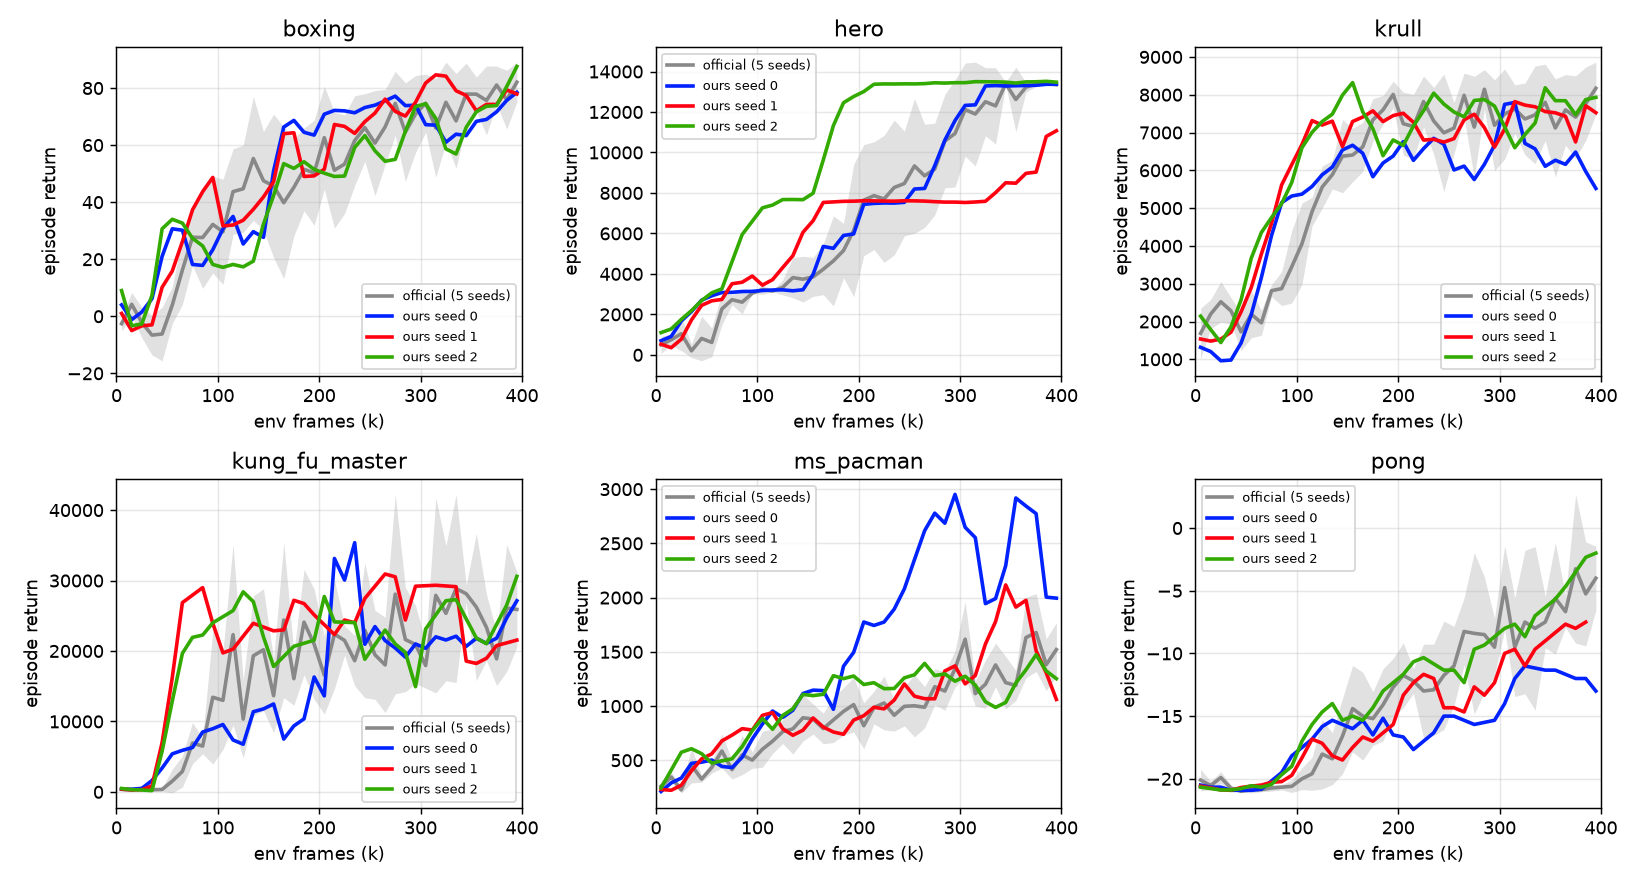 boxing
episode return
80
60
40
20
0
−20
official (5 seeds)
ours seed 0
ours seed 1
ours seed 2
0
100
200
300
400
env frames (k)
hero
episode return
14000
12000
10000
8000
6000
4000
2000
0
official (5 seeds)
ours seed 0
ours seed 1
ours seed 2
0
100
200
300
400
env frames (k)
krull
episode return
9000
8000
7000
6000
5000
4000
3000
2000
1000
official (5 seeds)
ours seed 0
ours seed 1
ours seed 2
0
100
200
300
400
env frames (k)
kung_fu_master
episode return
40000
30000
20000
10000
0
official (5 seeds)
ours seed 0
ours seed 1
ours seed 2
0
100
200
300
400
env frames (k)
ms_pacman
episode return
3000
2500
2000
1500
1000
500
official (5 seeds)
ours seed 0
ours seed 1
ours seed 2
0
100
200
300
400
env frames (k)
pong
episode return
0
−5
−10
−15
−20
official (5 seeds)
ours seed 0
ours seed 1
ours seed 2
0
100
200
300
400
env frames (k)